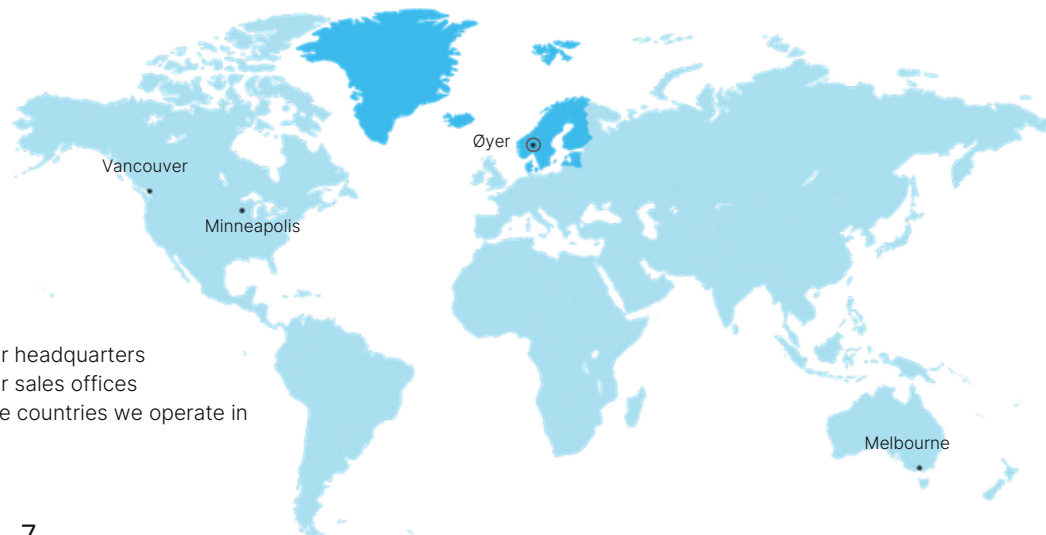 Øyer
Vancouver
Minneapolis
r headquarters
r sales offices
e countries we operate in
Melbourne
7